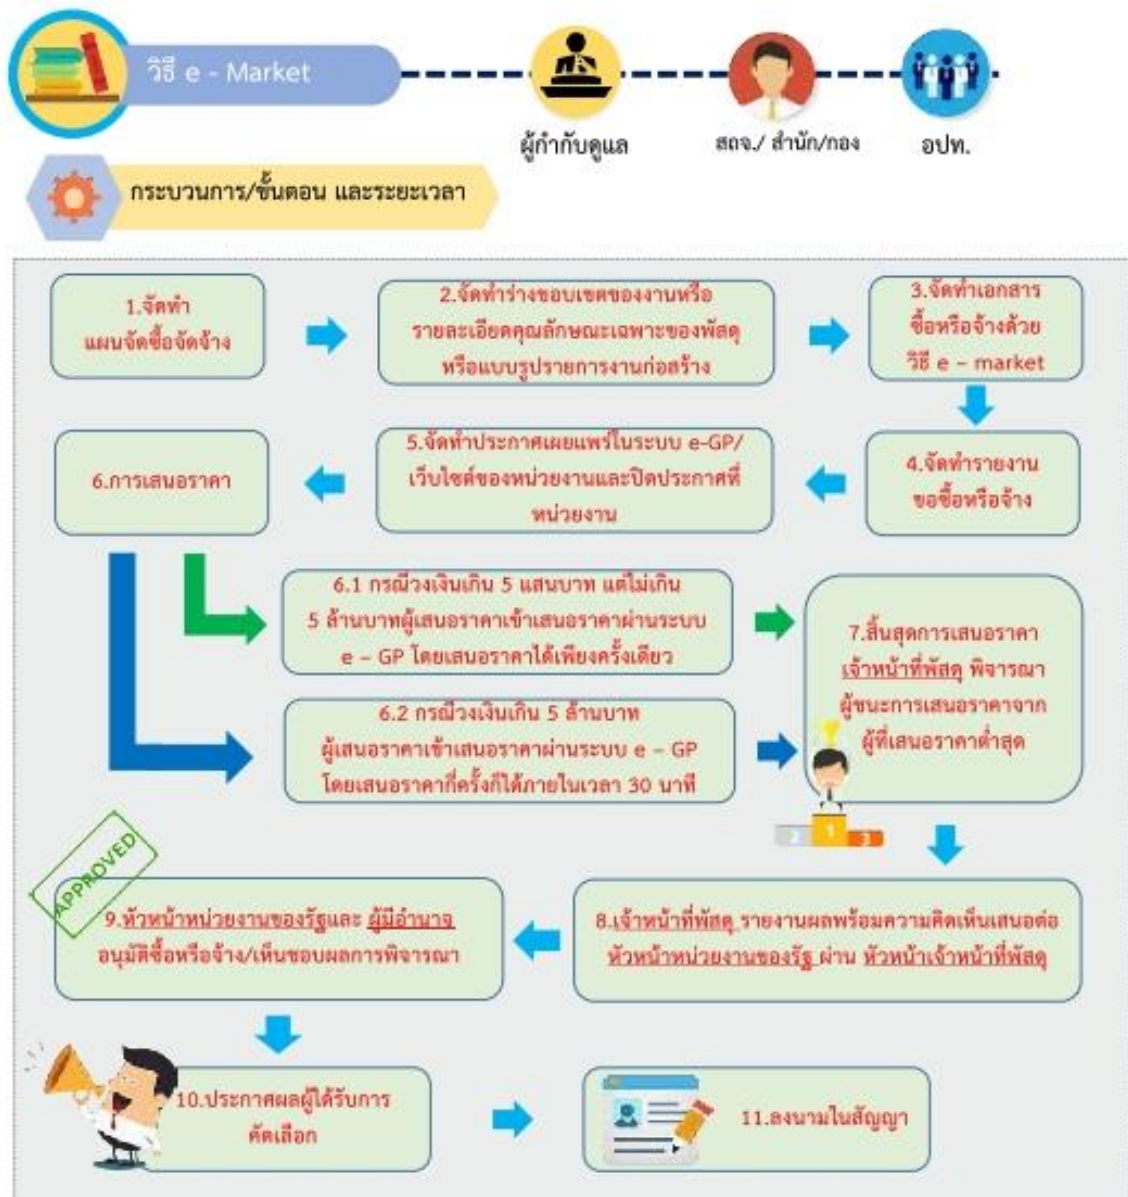 วิธี e - Market
ผู้กำกับดูแล
สถจ./ สำนัก/กอง
อปท.
กระบวนการ/ขั้นตอน และระยะเวลา
1.จัดทำ
แผนจัดซื้อจัดจ้าง
2.จัดทำร่างขอบเขตของงานหรือ
รายละเอียดคุณลักษณะเฉพาะของพัสดุ
หรือแบบรูปรายการงานก่อสร้าง
3.จัดทำเอกสาร
ซื้อหรือจ้างด้วย
วิธี e – market
4.จัดทำรายงาน
ขอซื้อหรือจ้าง
5.จัดทำประกาศเผยแพร่ในระบบ e-GP/
เว็บไซต์ของหน่วยงานและปิดประกาศที่
หน่วยงาน
6.การเสนอราคา
6.1 กรณีวงเงินเกิน 5 แสนบาท แต่ไม่เกิน
5 ล้านบาทผู้เสนอราคาเข้าเสนอราคาผ่านระบบ
e – GP โดยเสนอราคาได้เพียงครั้งเดียว
6.2 กรณีวงเงินเกิน 5 ล้านบาท
ผู้เสนอราคาเข้าเสนอราคาผ่านระบบ e – GP
โดยเสนอราคากี่ครั้งก็ได้ภายในเวลา 30 นาที
7.สิ้นสุดการเสนอราคา
เจ้าหน้าที่พัสดุ พิจารณา
ผู้ชนะการเสนอราคาจาก
ผู้ที่เสนอราคาต่ำสุด
2 1 3
8.เจ้าหน้าที่พัสดุ รายงานผลพร้อมความคิดเห็นเสนอต่อ
หัวหน้าหน่วยงานของรัฐ ผ่าน หัวหน้าเจ้าหน้าที่พัสดุ
APPROVED
9.หัวหน้าหน่วยงานของรัฐและ ผู้มีอำนาจ
อนุมัติซื้อหรือจ้าง/เห็นชอบผลการพิจารณา
10.ประกาศผลผู้ได้รับการ
คัดเลือก
11.ลงนามในสัญญา